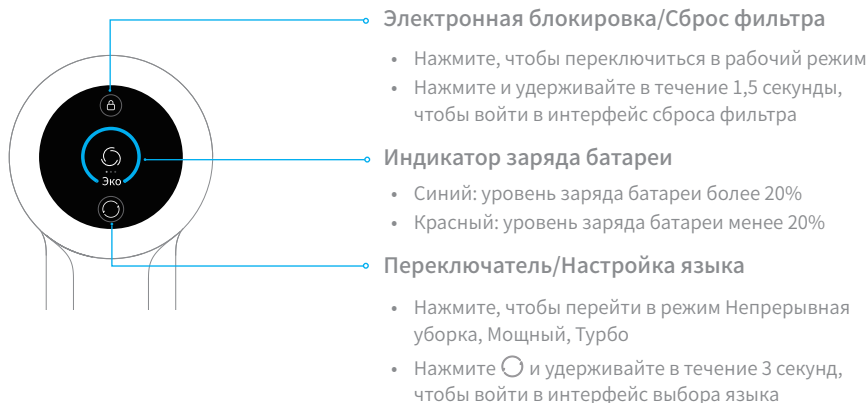 Электронная блокировка/Сброс фильтра
• Нажмите, чтобы переключиться в рабочий режим
• Нажмите и удерживайте в течение 1,5 секунды,
чтобы войти в интерфейс сброса фильтра
Эко
Индикатор заряда батареи
• Синий: уровень заряда батареи более 20%
• Красный: уровень заряда батареи менее 20%
Переключатель/Настройка языка
• Нажмите, чтобы перейти в режим Непрерывная
уборка, Мощный, Турбо
• Нажмите и удерживайте в течение 3 секунд,
чтобы войти в интерфейс выбора языка